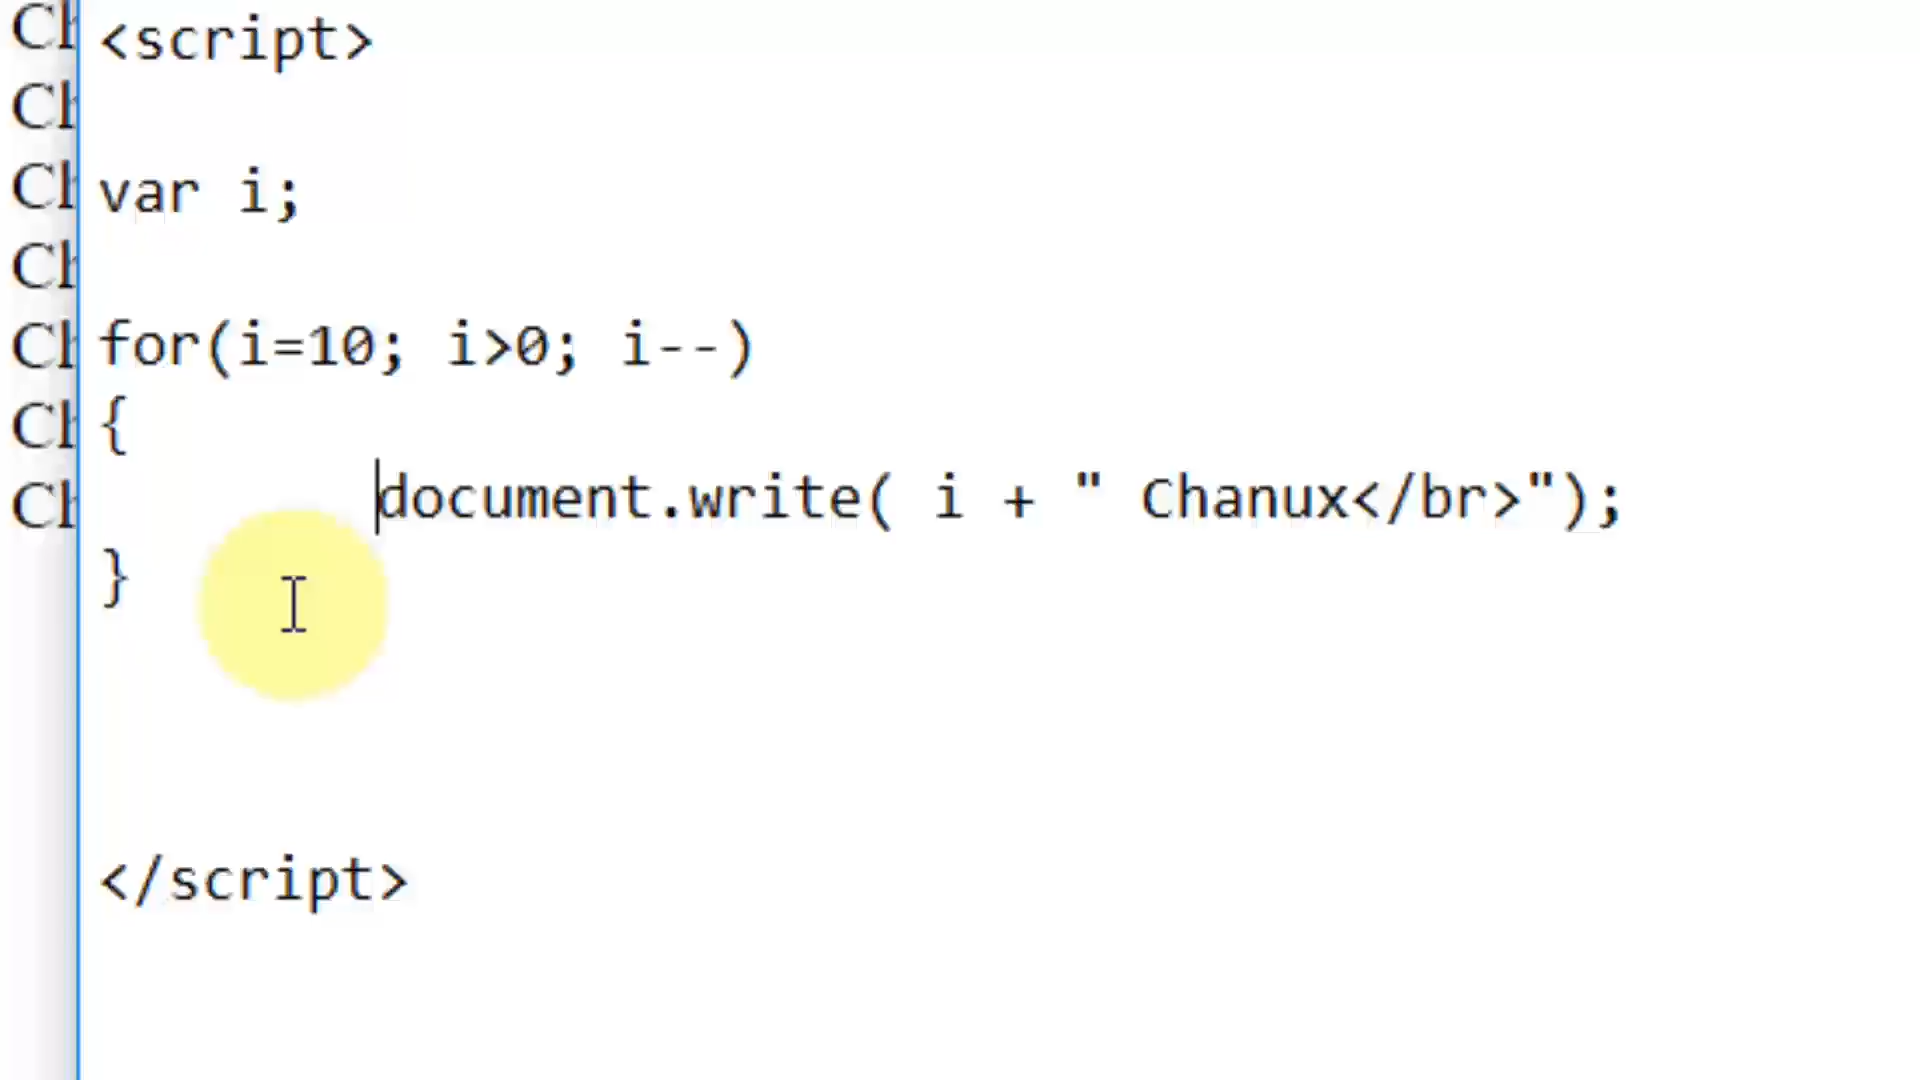 <script>
var i;
for(i=10; i>0; i--)
{
document.write( i + " Chanux</br>");
}
</script>